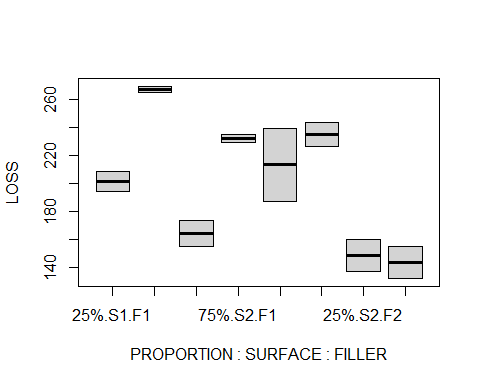 260
220
180
140
LOSS
25%.S1.F1 75%.S2.F1 25%.S2.F2
PROPORTION : SURFACE : FILLER